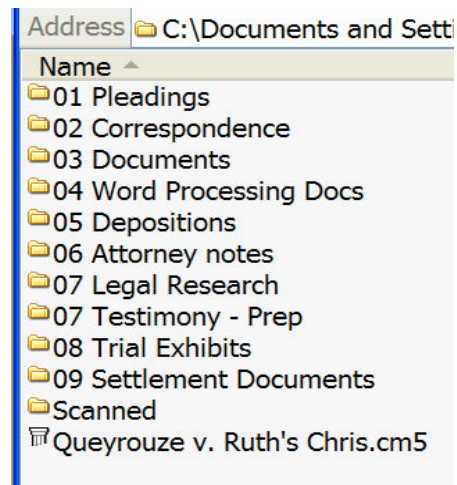 Address C:\Documents and Setti
Name
01 Pleadings
02 Correspondence
03 Documents
04 Word Processing Docs
05 Depositions
06 Attorney notes
07 Legal Research
07 Testimony - Prep
08 Trial Exhibits
09 Settlement Documents
Scanned
Queyrouze v. Ruth's Chris.cm5